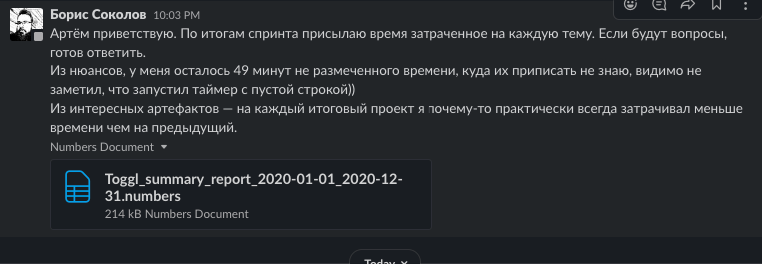 Борис Соколов 10:03 PM
Артём приветствую. По итогам спринта присылаю время затраченное на каждую тему. Если будут вопросы,
готов ответить.
Из нюансов, у меня осталось 49 минут не размеченного времени, куда их приписать не знаю, видимо не
заметил, что запустил таймер с пустой строкой))
Из интересных артефактов — на каждый итоговый проект я почему-то практически всегда затрачивал меньше
времени чем на предыдущий.
Numbers Document
Toggl_summary_report_2020-01-01_2020-12-
31.numbers
214 kB Numbers Document
Today